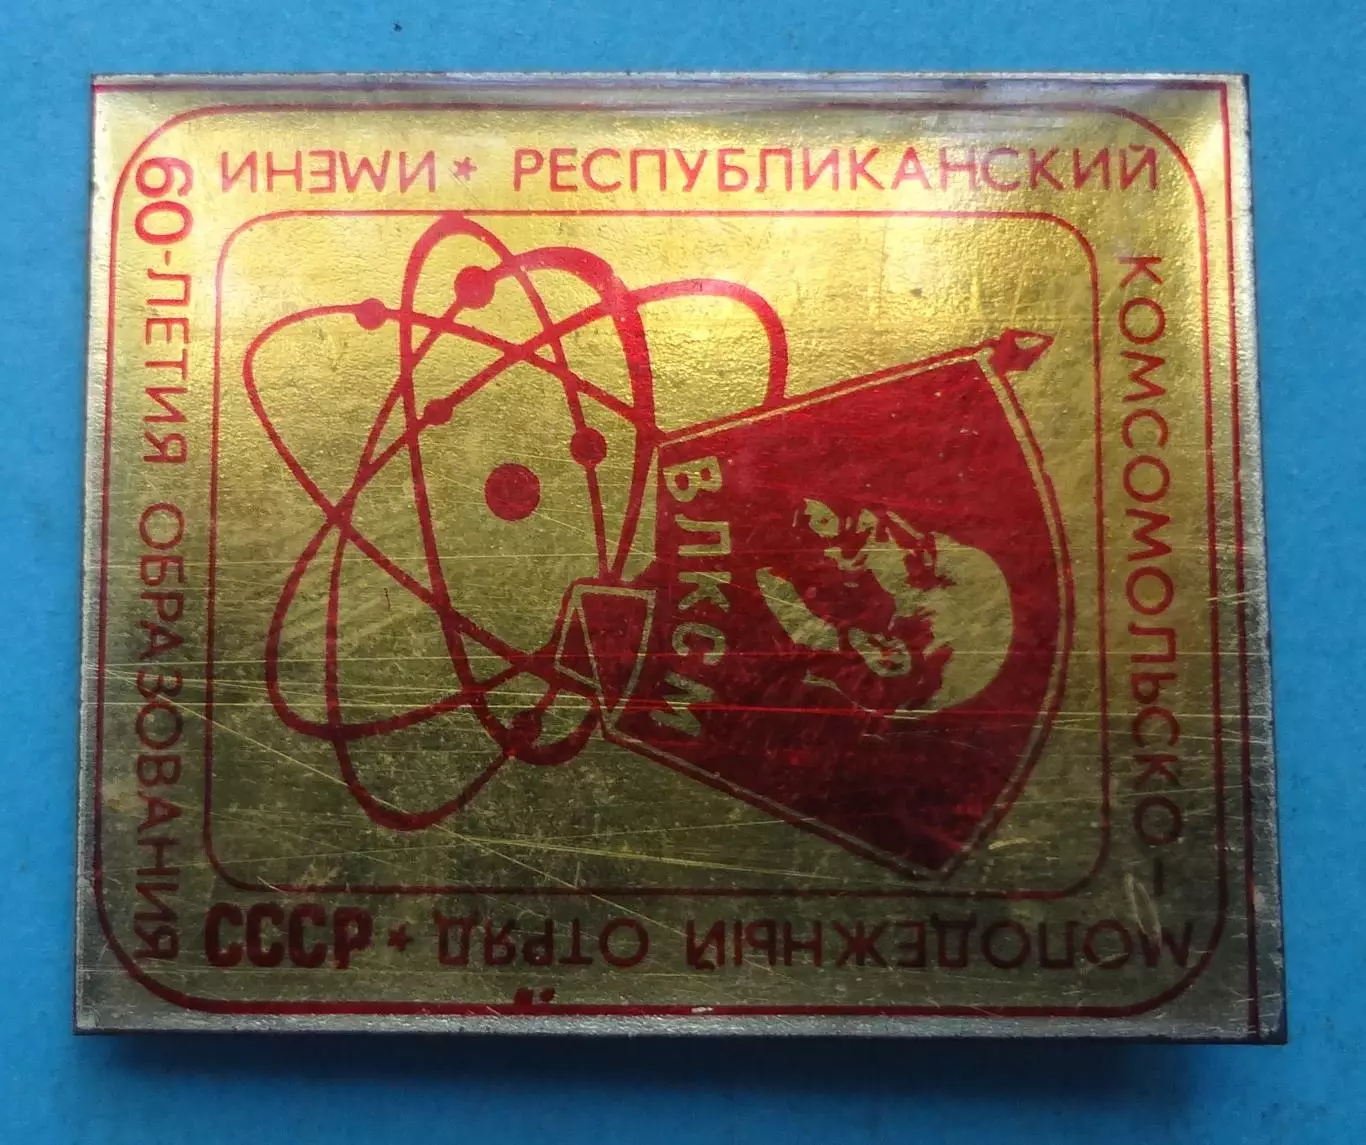 РЕСПУБЛИКАНСКИЙ
КОМСОМОЛЬСКО-
МОЛОДЕЖНЫЙ ОТРЯД *
ИМЕНИ *
60-ЛЕТИЯ ОБРАЗОВАНИЯ
СССР
ВЛКСМ